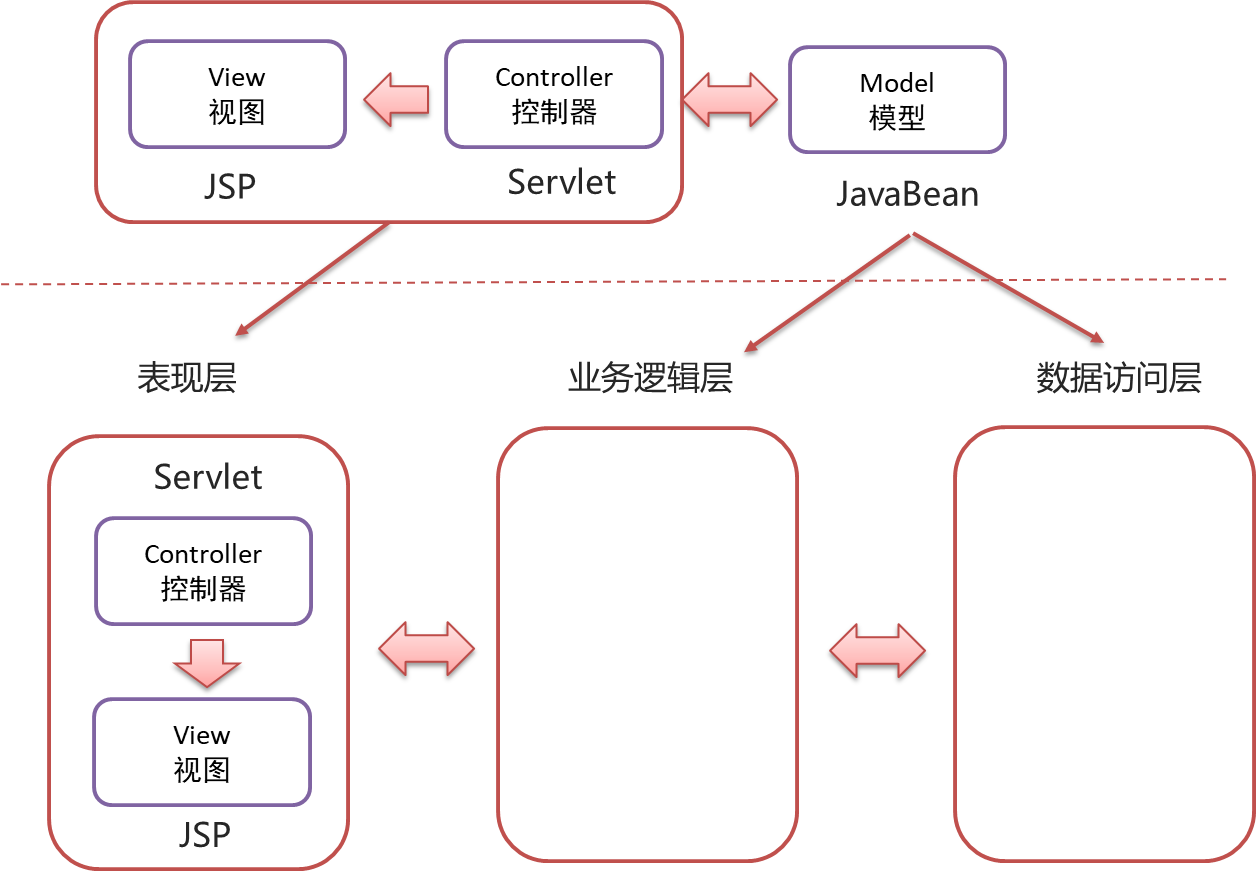 View
视图
JSP
Controller
控制器
Servlet
Model
模型
JavaBean
表现层
业务逻辑层
数据访问层
Servlet
Controller
控制器
View
视图
JSP